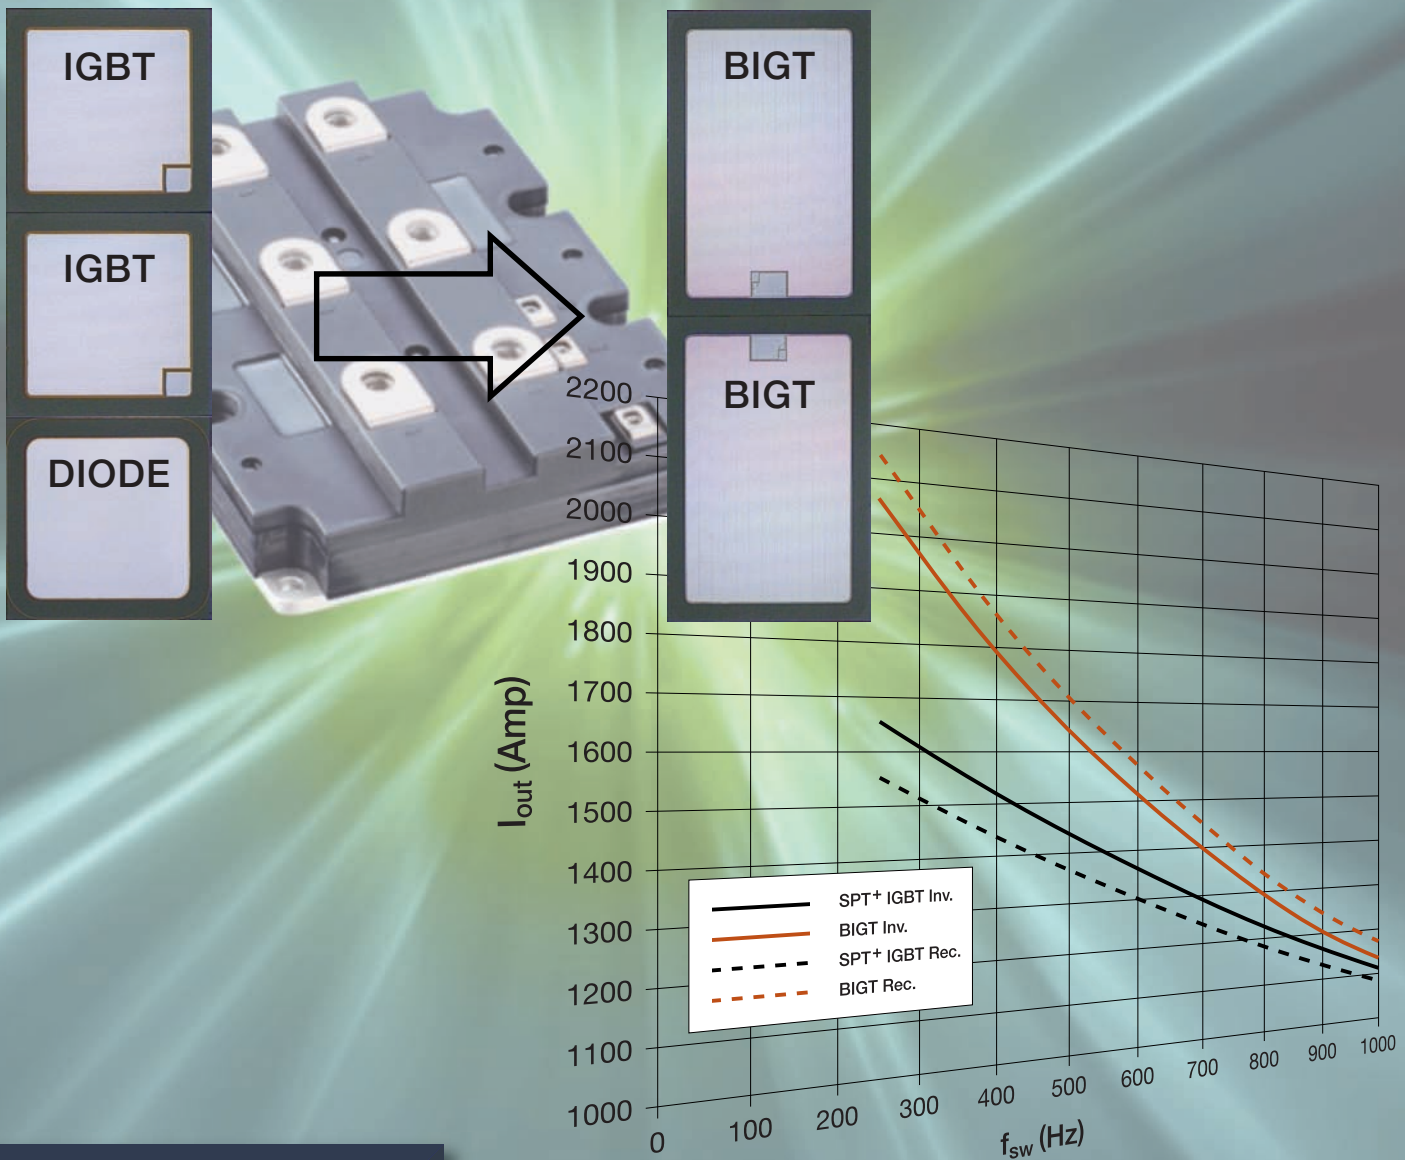 IGBT
IGBT
DIODE
BIGT
BIGT
2200
2100
2000
1900
1800
1700
1600
1500
1400
1300
1200
1100
1000
Iout (Amp)
SPT+ IGBT Inv.
BIGT Inv.
SPT+ IGBT Rec.
BIGT Rec.
0
100
200
300
400
500
600
700
800
900
1000
fsw (Hz)